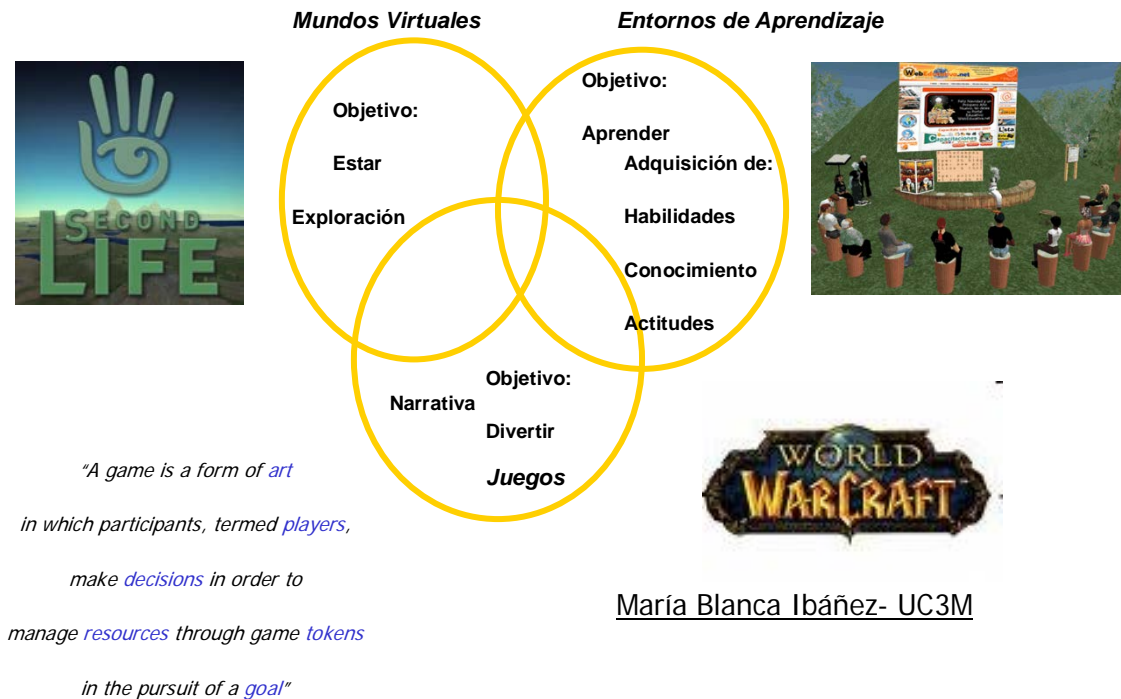 Mundos Virtuales
Entornos de Aprendizaje
Objetivo:
Estar
Exploración
Objetivo:
Aprender
Adquisición de:
Habilidades
Conocimiento
Actitudes
Objetivo:
Narrativa
Divertir
Juegos
SECOND
LIFE
WORLD
WARCRAFT
María Blanca Ibáñez- UC3M
"A game is a form of art
in which participants, termed players,
make decisions in order to
manage resources through game tokens
in the pursuit of a goal"